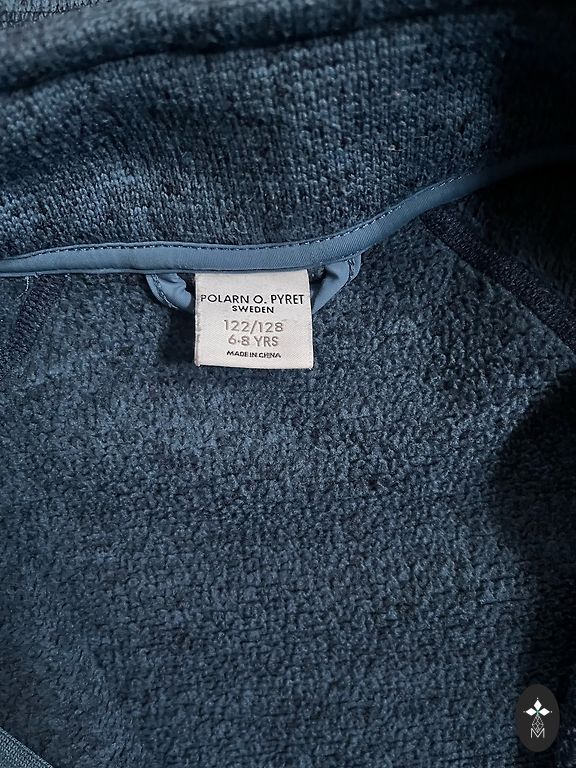 POLARN O. PYRET
SWEDEN
122/128
6-8 YRS
MADE IN CHINA